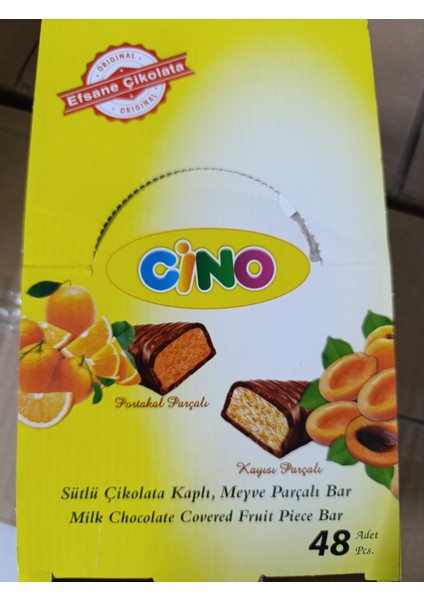 ORIGINAL
Efsane Çikolata
ORIGINAL
CiNO
Portakal Parçalı
Kayısı Parçalı
Sütlü Çikolata Kaplı, Meyve Parçalı Bar
Milk Chocolate Covered Fruit Piece Bar
48 Adet
Pcs.